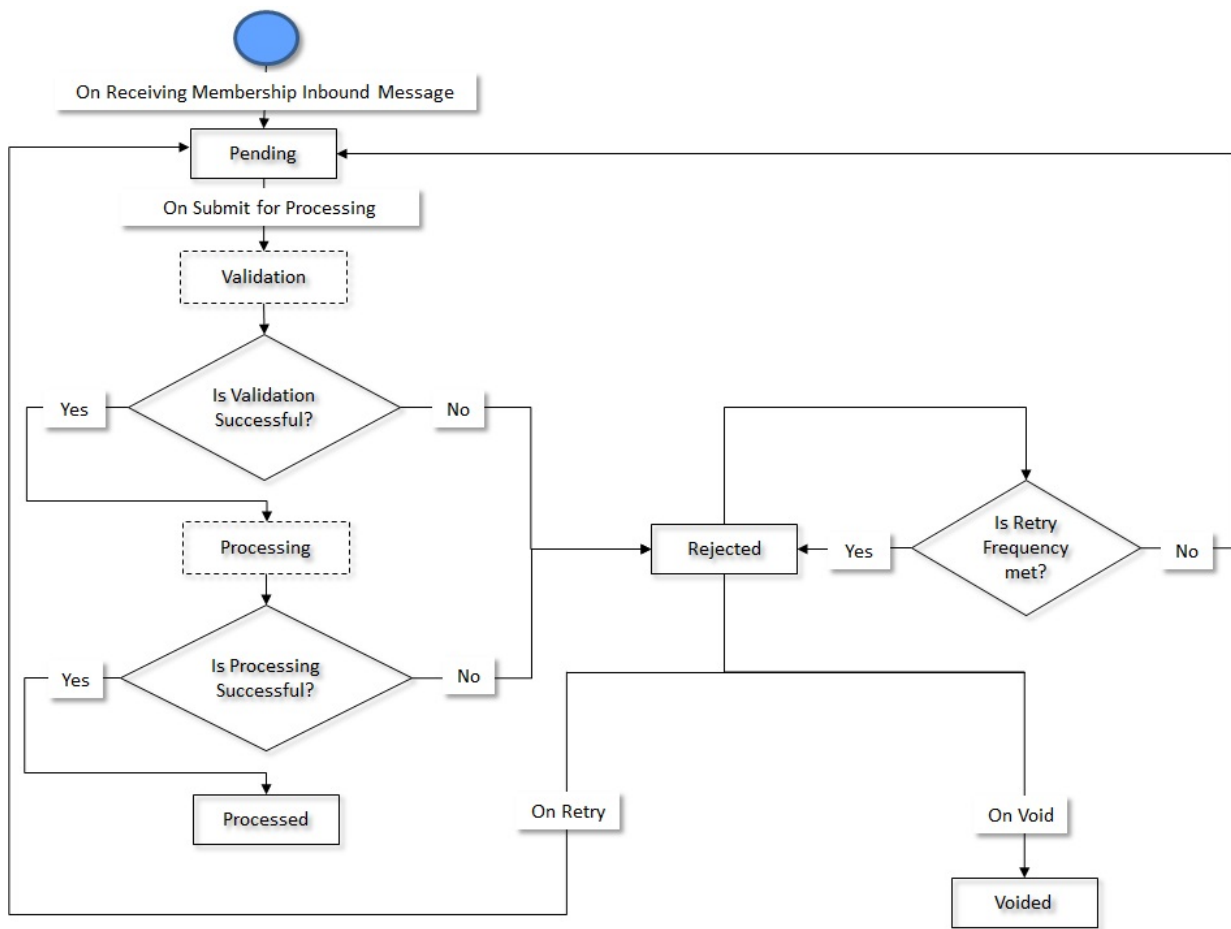 On Receiving Membership Inbound Message
Pending
On Submit for Processing
Validation
Is Validation
Successful?
Yes
No
Processing
Is Processing
Successful?
Yes
No
Processed
Rejected
Is Retry
Frequency
met?
Yes
No
On Retry
On Void
Voided